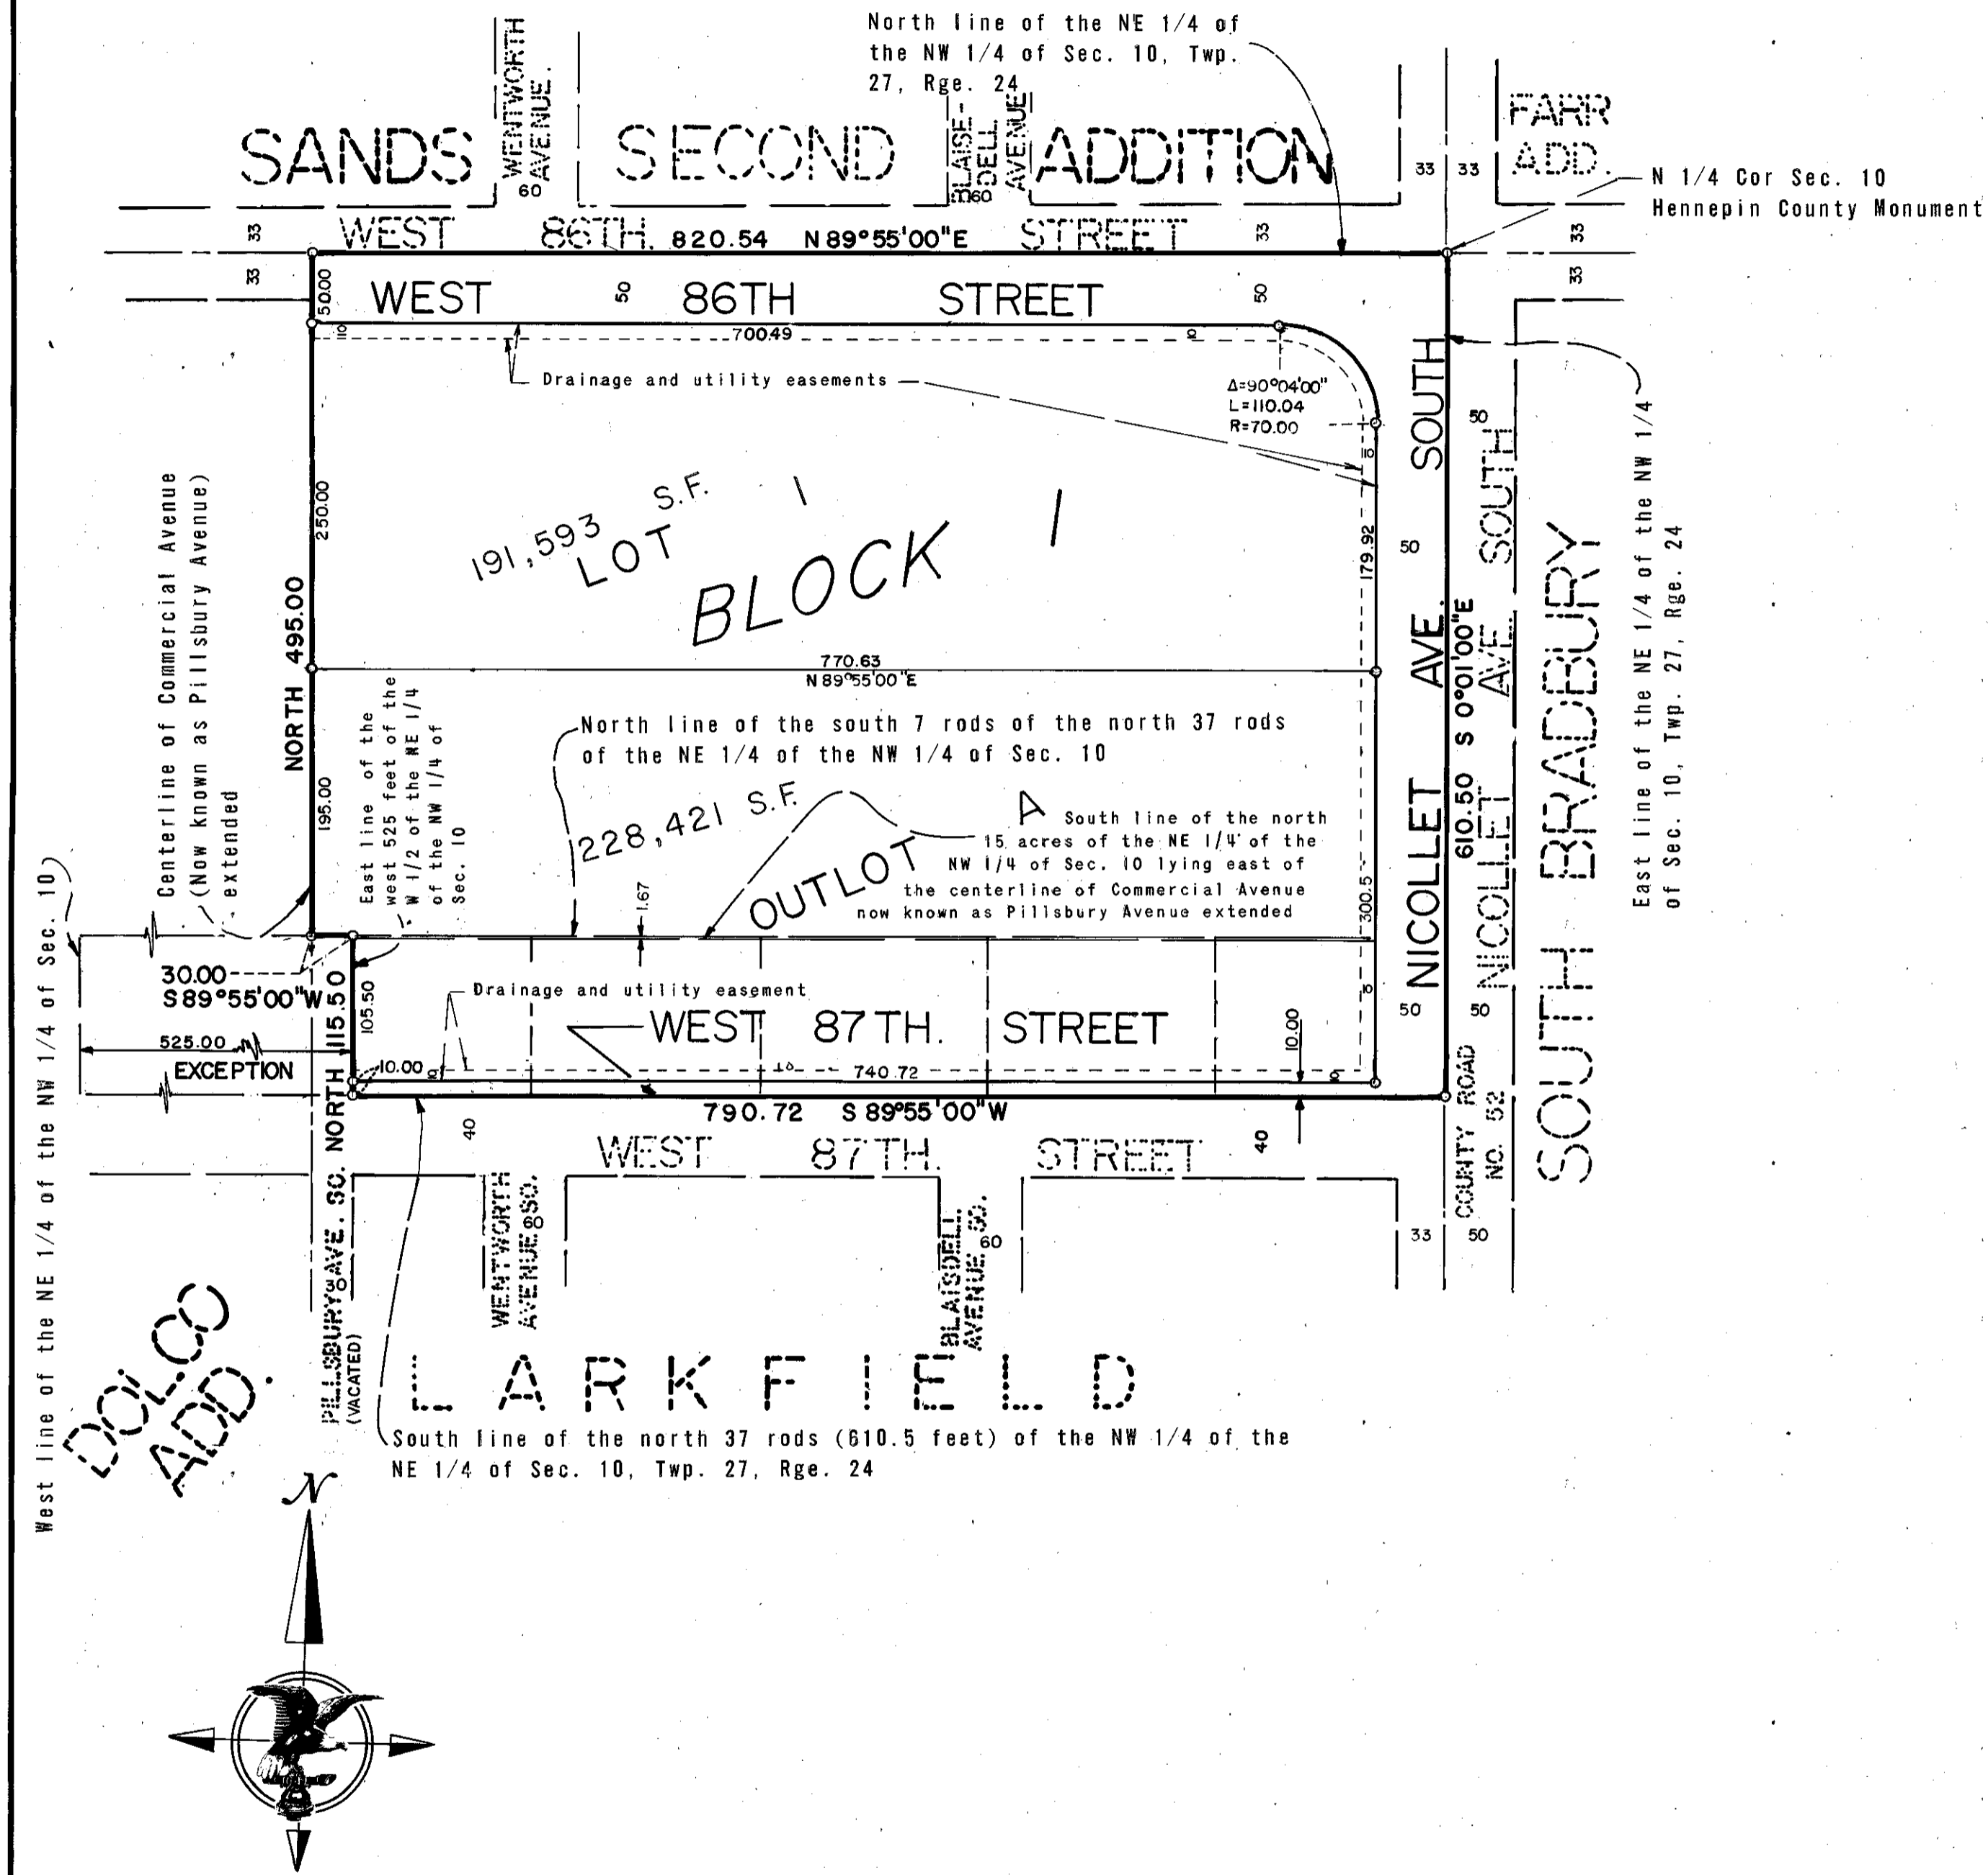 North line of the NE 1/4 of
the NW 1/4 of Sec. 10, Twp.
27, Rge. 24
WENTWORTH
AVENUE.
60
BLAISE-
DELL
AVENUE
60
SANDS SECOND ADDITION
FARR
ADD.
33 33
N 1/4 Cor Sec. 10
Hennepin County Monument
33
WEST 86TH. STREET
820.54 N 89°55'00"E
33
33
33
33
50.00
WEST 86TH STREET
50
50
10
700.49
10
Drainage and utility easements
Δ=90°04'00"
L=110.04
R=70.00
10
50
SOUTH
East line of the NE 1/4 of the NW 1/4
of Sec. 10, Twp. 27, Rge. 24
Centerline of Commercial Avenue
(Now known as Pillsbury Avenue)
extended
250.00
NORTH 495.00
191,593 S.F.
LOT 1
BLOCK 1
179.92
50
770.63
N 89°55'00"E
NICOLLET AVE.
610.50 S 0°01'00"E
NICOLLET AVE. SOUTH
SOUTH BRADBURY
195.00
East line of the
west 525 feet of the
W 1/2 of the NE 1/4
of the NW 1/4 of
Sec. 10
North line of the south 7 rods of the north 37 rods
of the NE 1/4 of the NW 1/4 of Sec. 10
228,421 S.F.
OUTLOT A
South line of the north
15 acres of the NE 1/4 of the
NW 1/4 of Sec. 10 lying east of
the centerline of Commercial Avenue
now known as Pillsbury Avenue extended
1.67
300.5
West line of the NE 1/4 of the NW 1/4 of Sec. 10
30.00
S 89°55'00"W
525.00
EXCEPTION
NORTH 115.50
105.50
10.00
10
Drainage and utility easement
WEST 87TH. STREET
10
740.72
10
10
10.00
50
50
790.72 S 89°55'00"W
40
40
WEST 87TH. STREET
COUNTY ROAD
NO. 52
33
50
PILLSBURY AVE. SO.
(VACATED)
WENTWORTH
AVENUE SO.
60
BLAISDELL
AVENUE SO.
60
DOLCO
ADD.
LARKFIELD
South line of the north 37 rods (610.5 feet) of the NW 1/4 of the
NE 1/4 of Sec. 10, Twp. 27, Rge. 24
N